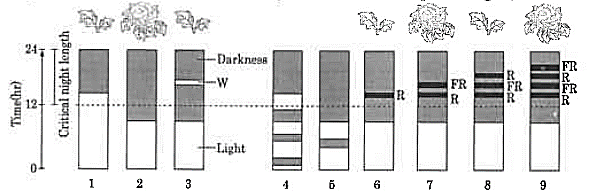 24
12
0
Time(hr)
Critical night length
Darkness
W
Light
R
FR
R
R
FR
R
FR
R
FR
R
1 2 3 4 5 6 7 8 9